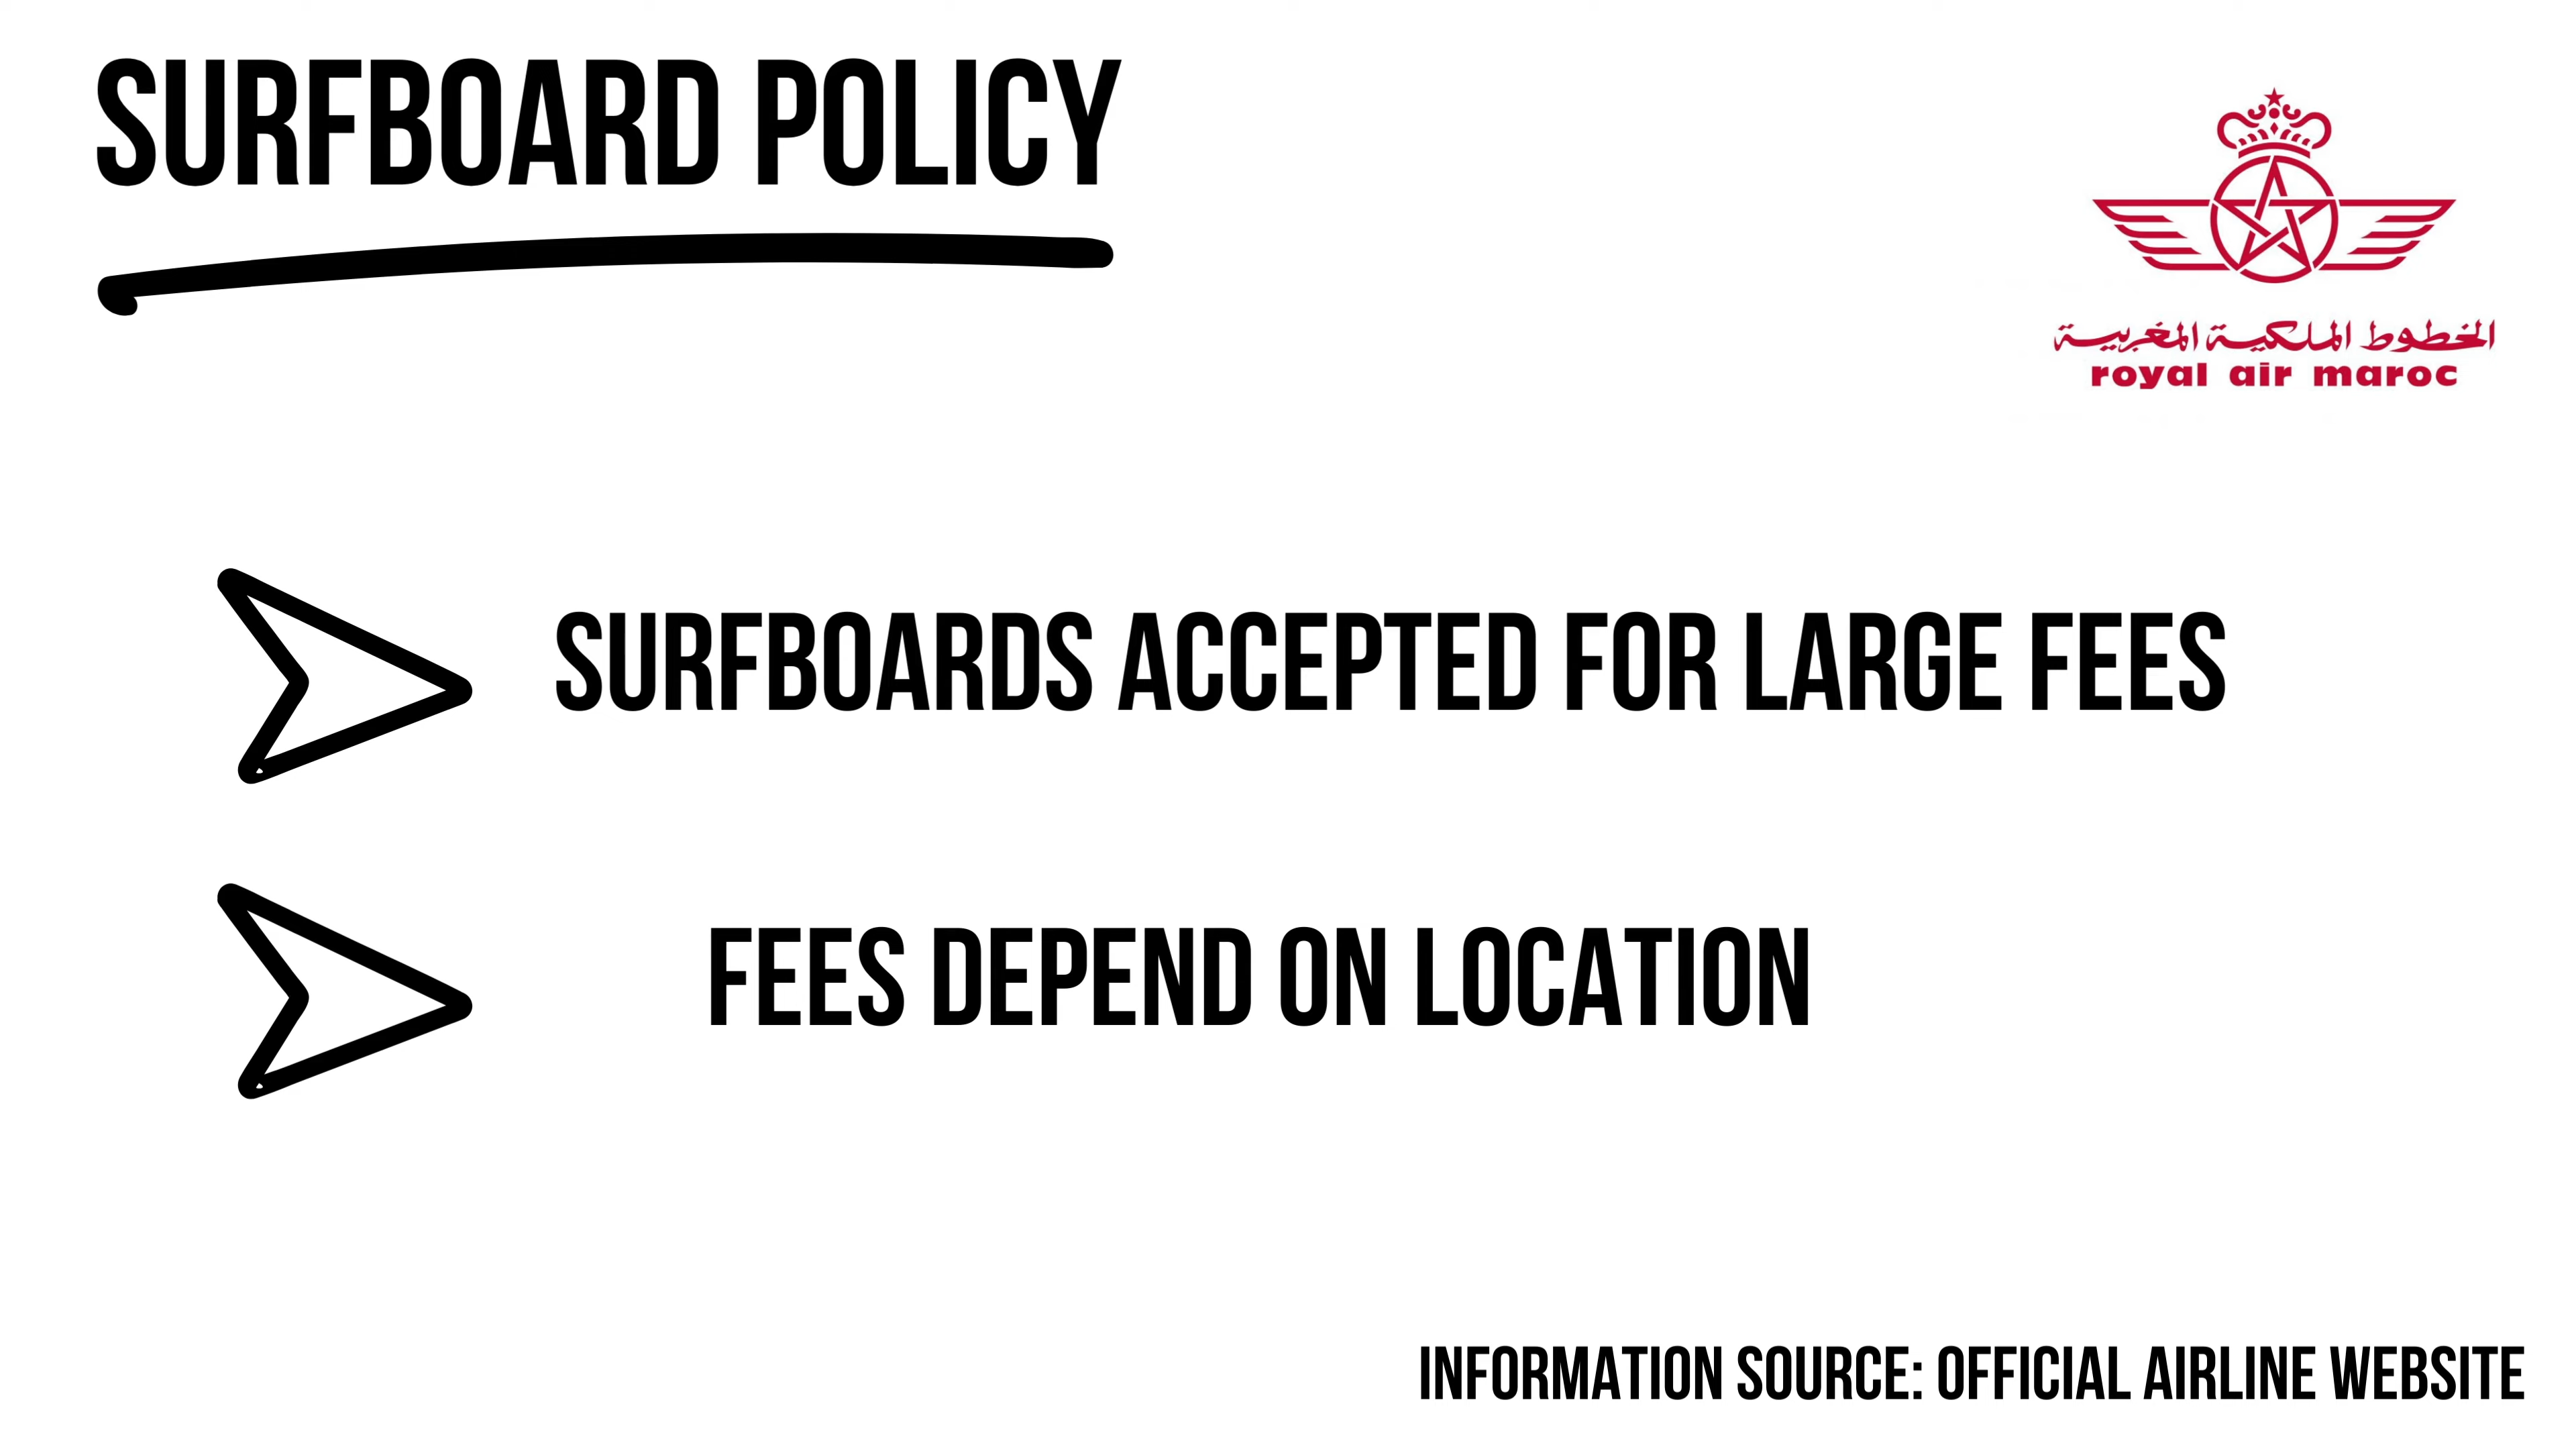 SURFBOARD POLICY
الخطوط الملكية المغربية
royal air maroc
SURFBOARDS ACCEPTED FOR LARGE FEES
FEES DEPEND ON LOCATION
INFORMATION SOURCE: OFFICIAL AIRLINE WEBSITE